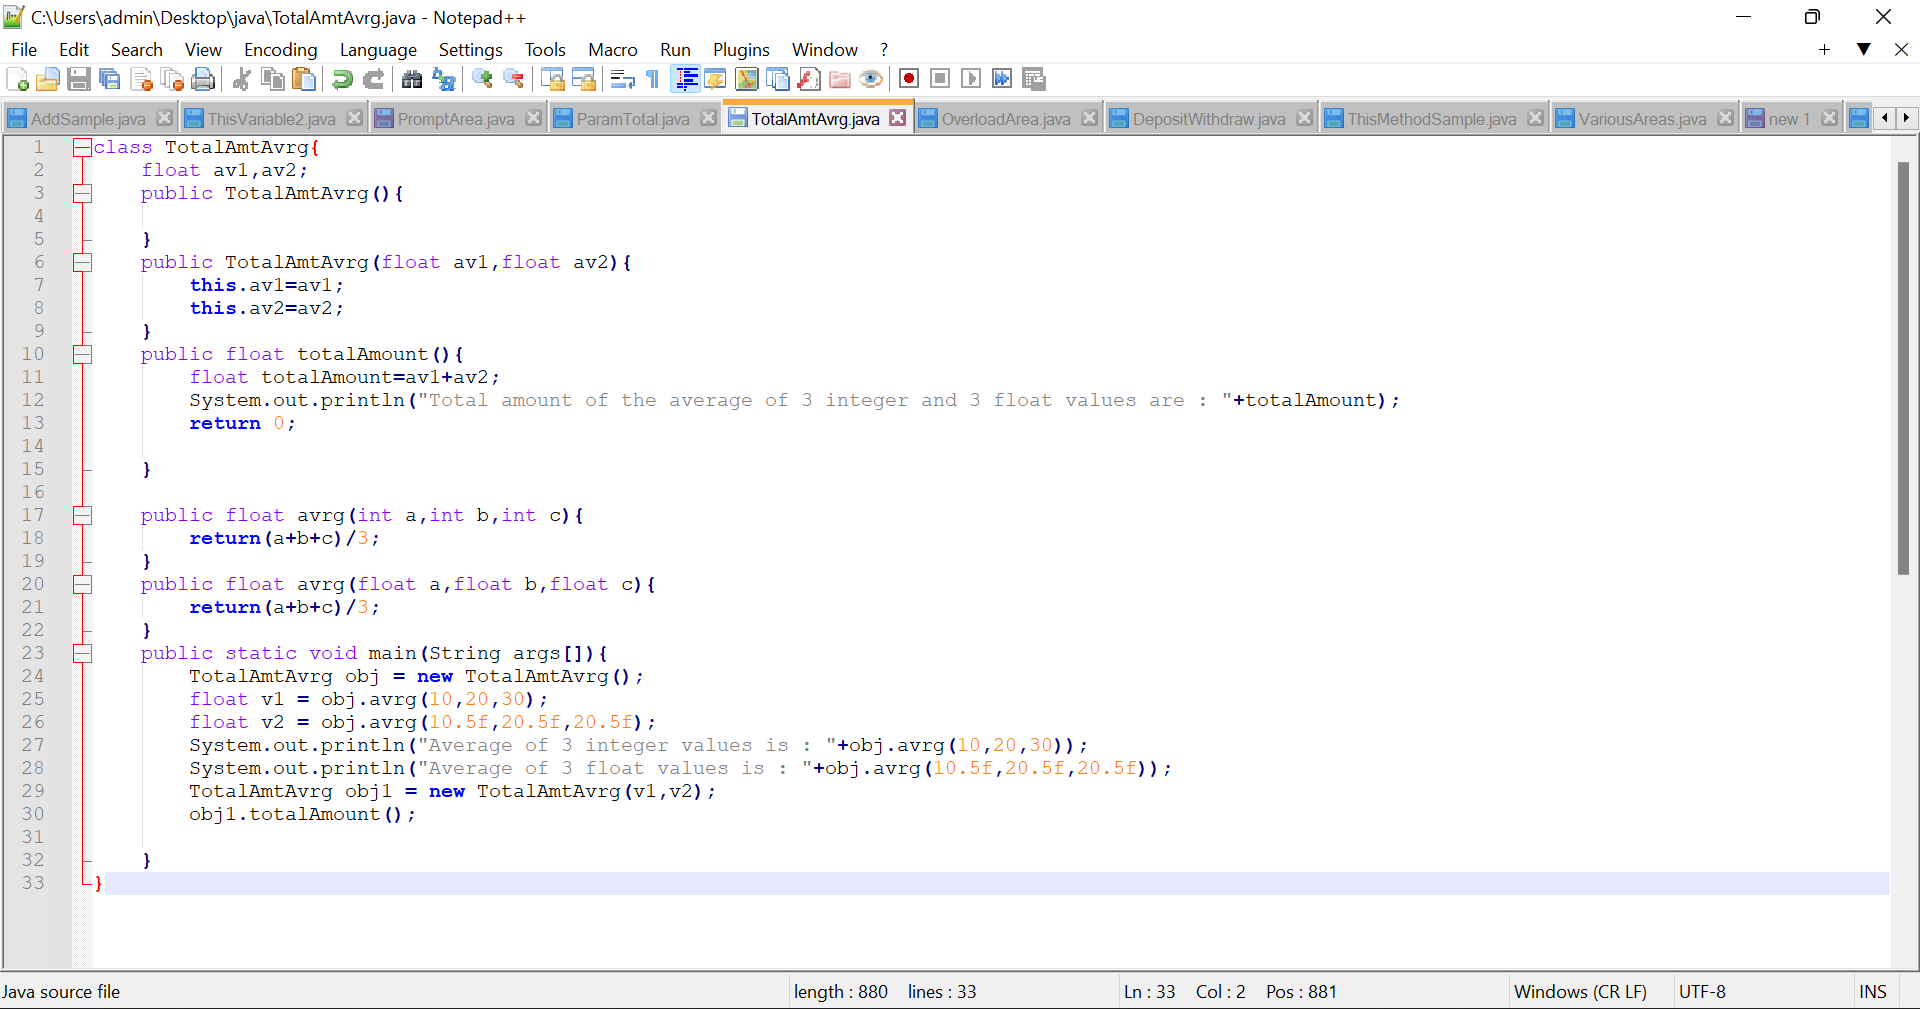 C:\Users\admin\Desktop\java\TotalAmtAvrg.java - Notepad++
File Edit Search View Encoding Language Settings Tools Macro Run Plugins Window ?
AddSample.java ThisVariable2.java PromptArea.java ParamTotal.java TotalAmtAvrg.java OverloadArea.java DepositWithdraw.java ThisMethodSample.java VariousAreas.java new 1
1 class TotalAmtAvrg{
2     float av1,av2;
3     public TotalAmtAvrg(){
4
5     }
6     public TotalAmtAvrg(float av1,float av2){
7         this.av1=av1;
8         this.av2=av2;
9     }
10     public float totalAmount(){
11         float totalAmount=av1+av2;
12         System.out.println("Total amount of the average of 3 integer and 3 float values are : "+totalAmount);
13         return 0;
14
15     }
16
17     public float avrg(int a,int b,int c){
18         return(a+b+c)/3;
19     }
20     public float avrg(float a,float b,float c){
21         return(a+b+c)/3;
22     }
23     public static void main(String args[]){
24         TotalAmtAvrg obj = new TotalAmtAvrg();
25         float v1 = obj.avrg(10,20,30);
26         float v2 = obj.avrg(10.5f,20.5f,20.5f);
27         System.out.println("Average of 3 integer values is : "+obj.avrg(10,20,30));
28         System.out.println("Average of 3 float values is : "+obj.avrg(10.5f,20.5f,20.5f));
29         TotalAmtAvrg obj1 = new TotalAmtAvrg(v1,v2);
30         obj1.totalAmount();
31
32     }
33 }
Java source file length : 880 lines : 33 Ln : 33 Col : 2 Pos : 881 Windows (CR LF) UTF-8 INS